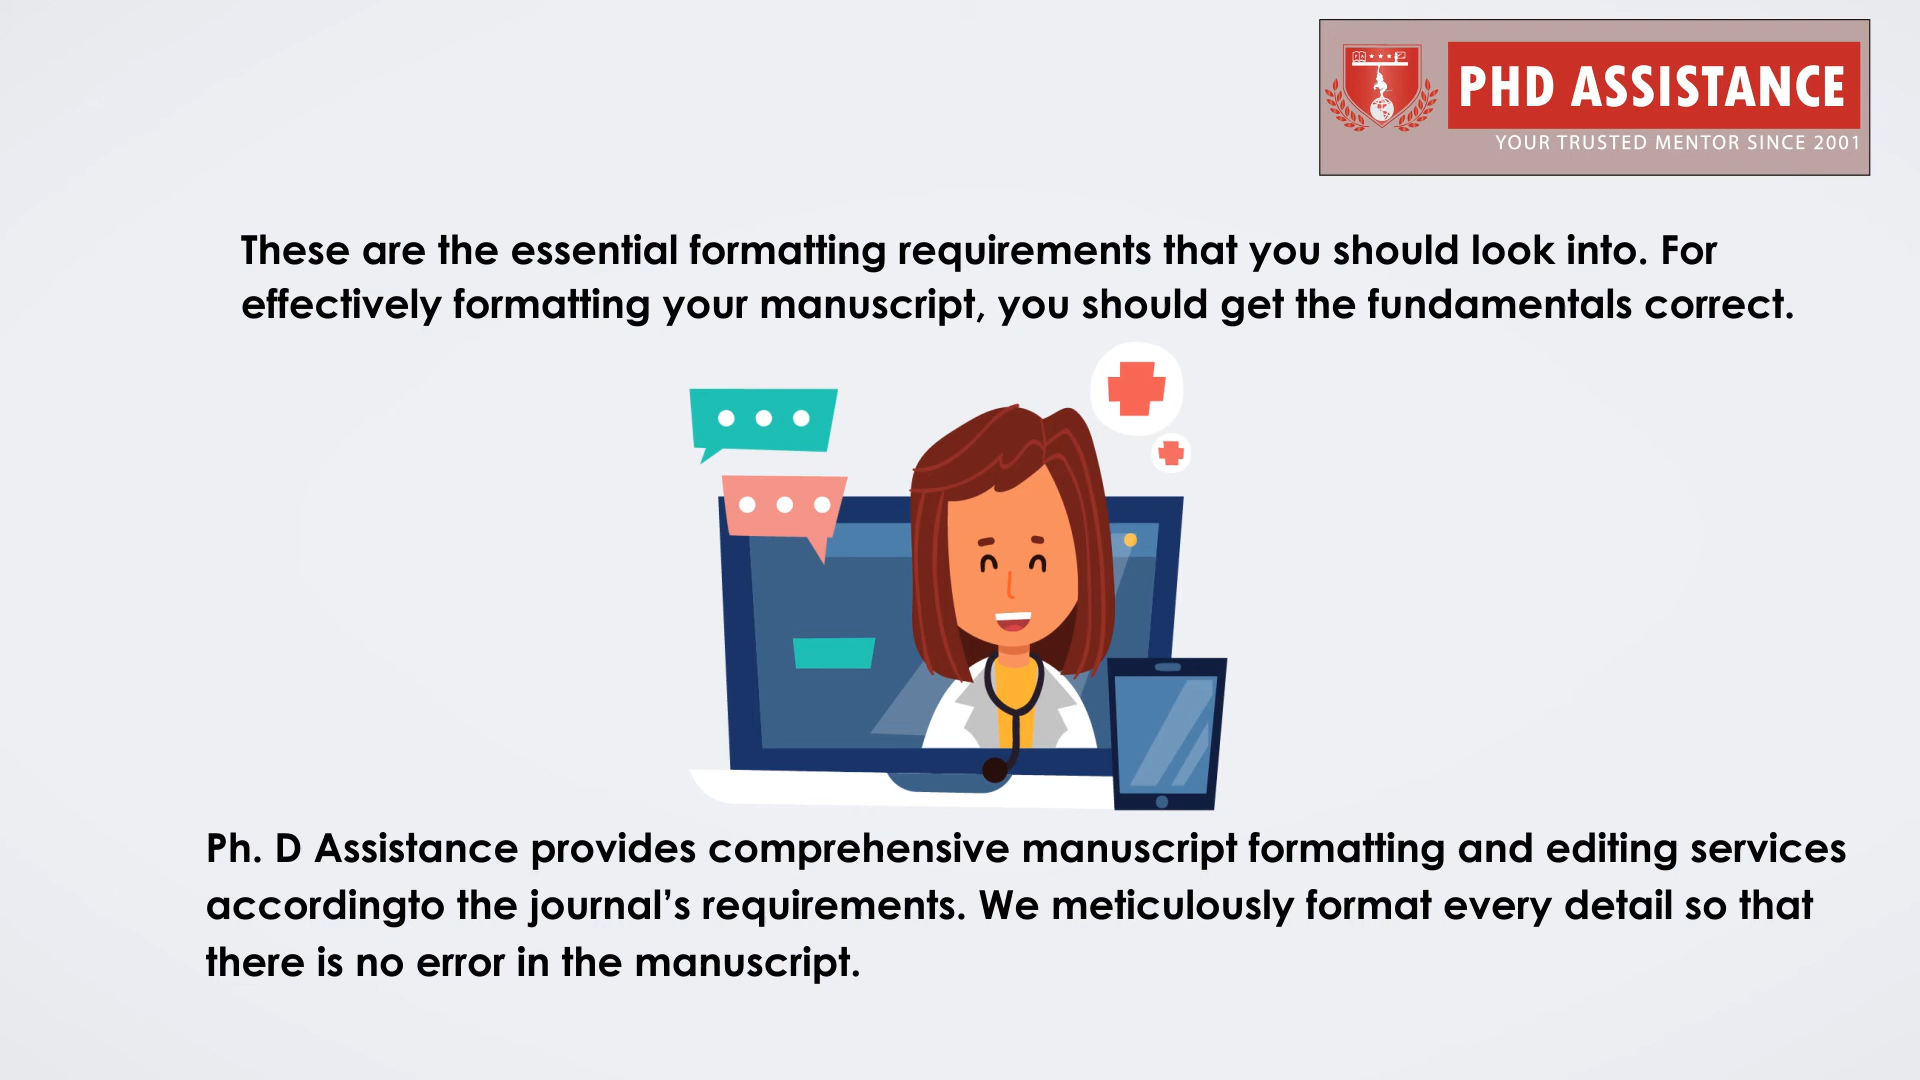 PHD ASSISTANCE
YOUR TRUSTED MENTOR SINCE 2001
These are the essential formatting requirements that you should look into. For
effectively formatting your manuscript, you should get the fundamentals correct.
Ph. D Assistance provides comprehensive manuscript formatting and editing services
accordingto the journal’s requirements. We meticulously format every detail so that
there is no error in the manuscript.